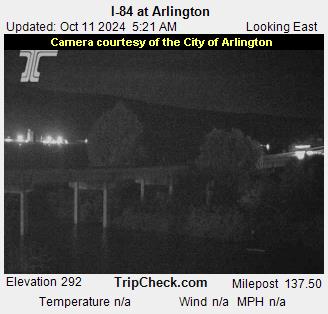 I-84 at Arlington
Updated: Oct 11 2024 5:21 AM Looking East
Camera courtesy of the City of Arlington
Elevation 292 TripCheck.com Milepost 137.50
Temperature n/a Wind n/a MPH n/a